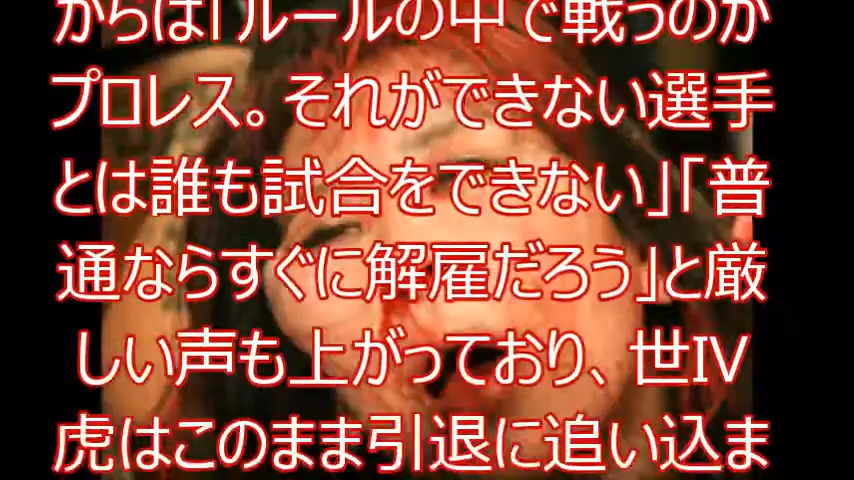 からは「ルールの中で戦うのが
プロレス。それができない選手
とは誰も試合をできない」「普
通ならすぐに解雇だろう」と厳
しい声も上がっており、世IV
虎はこのまま引退に追い込ま